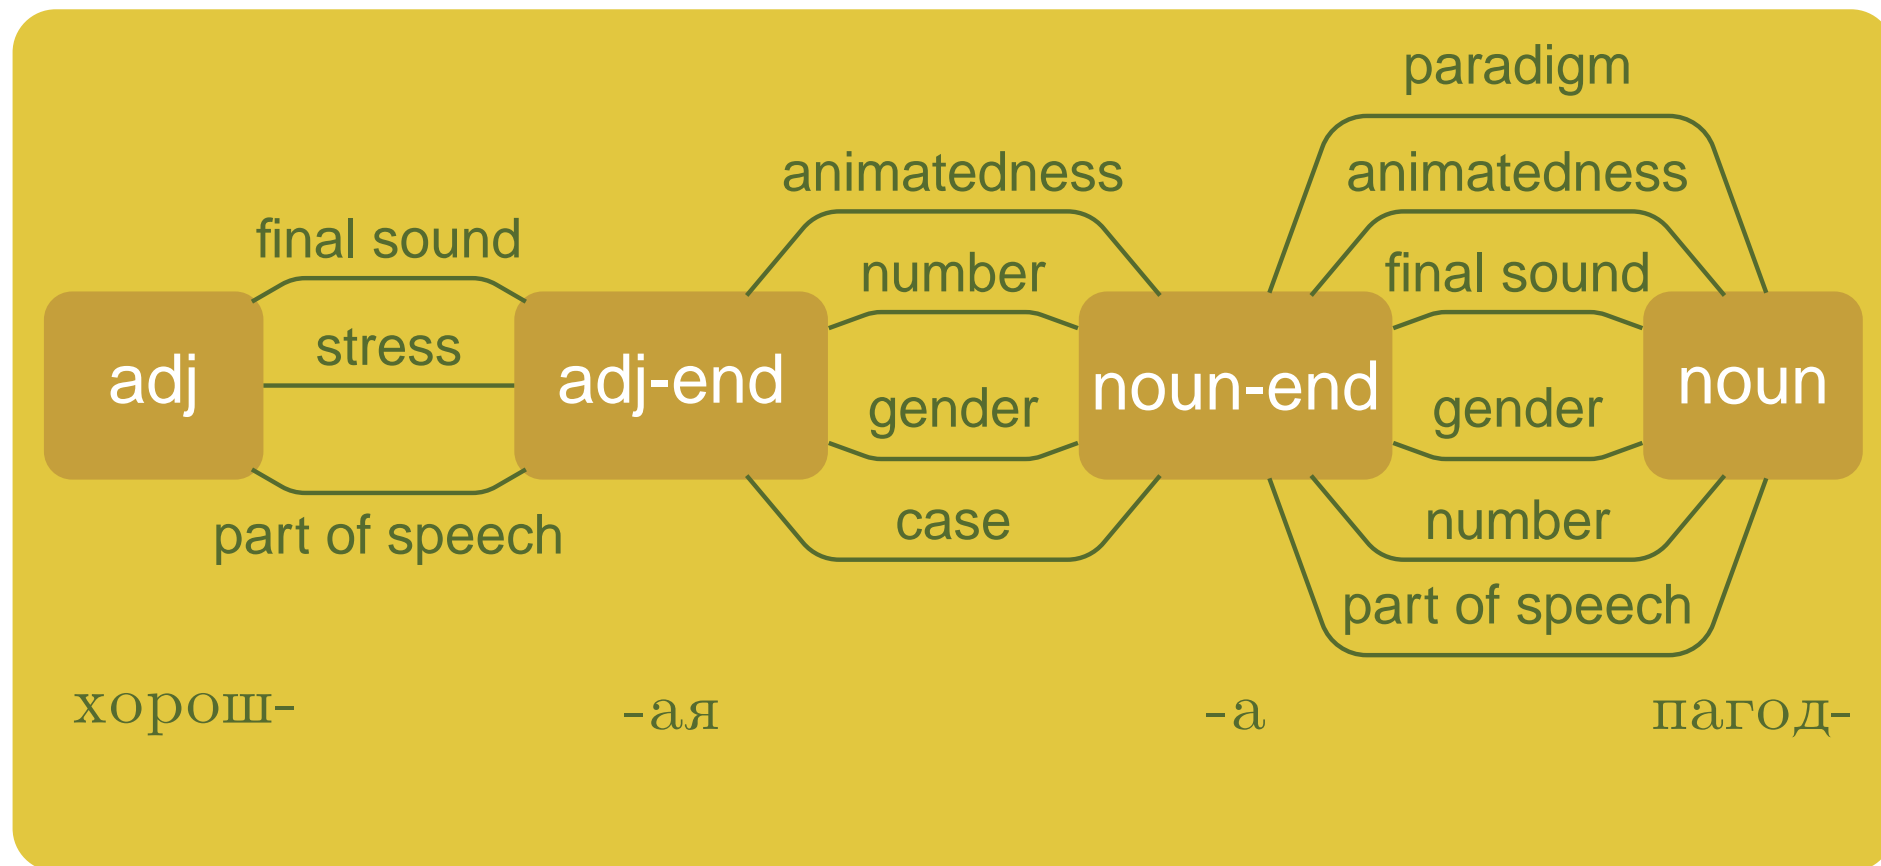 paradigm
animatedness animatedness
final sound number final sound
stress
adj adj-end noun-end noun
gender gender
part of speech case number
part of speech
хорош- -ая -а пагод-